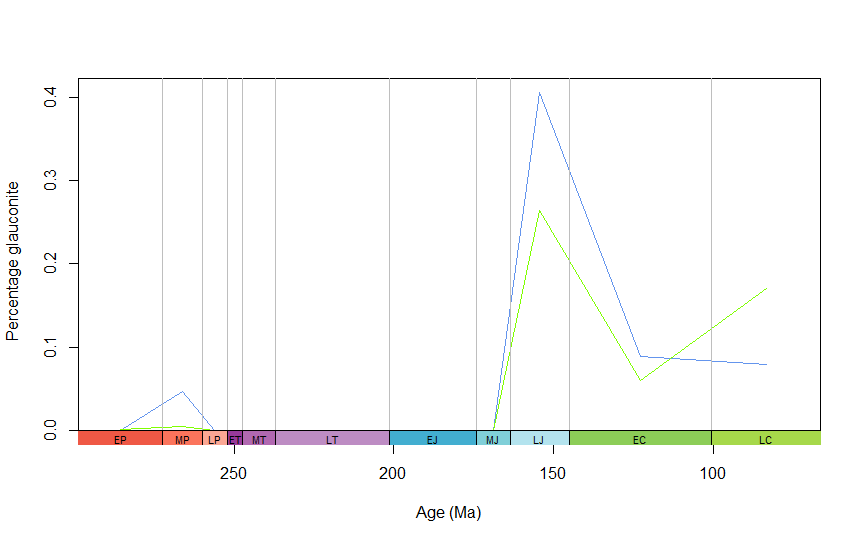 Percentage glauconite
0.4
0.3
0.2
0.1
0.0
EP MP LP ET MT LT EJ MJ LJ EC LC
250 200 150 100
Age (Ma)